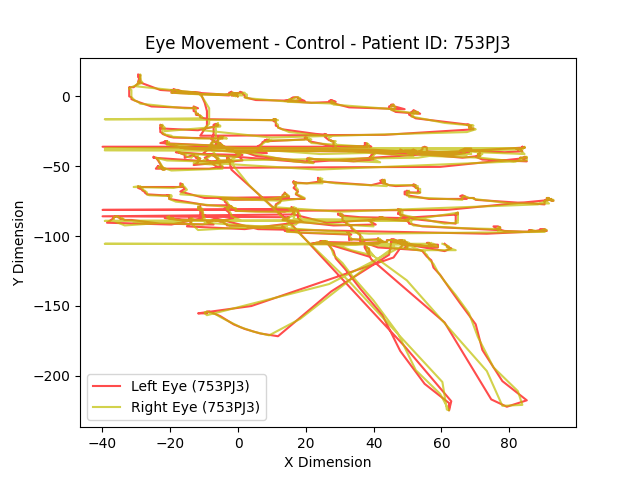 Eye Movement - Control - Patient ID: 753PJ3
Y Dimension
0
−50
−100
−150
−200
Left Eye (753PJ3)
Right Eye (753PJ3)
−40 −20 0 20 40 60 80
X Dimension